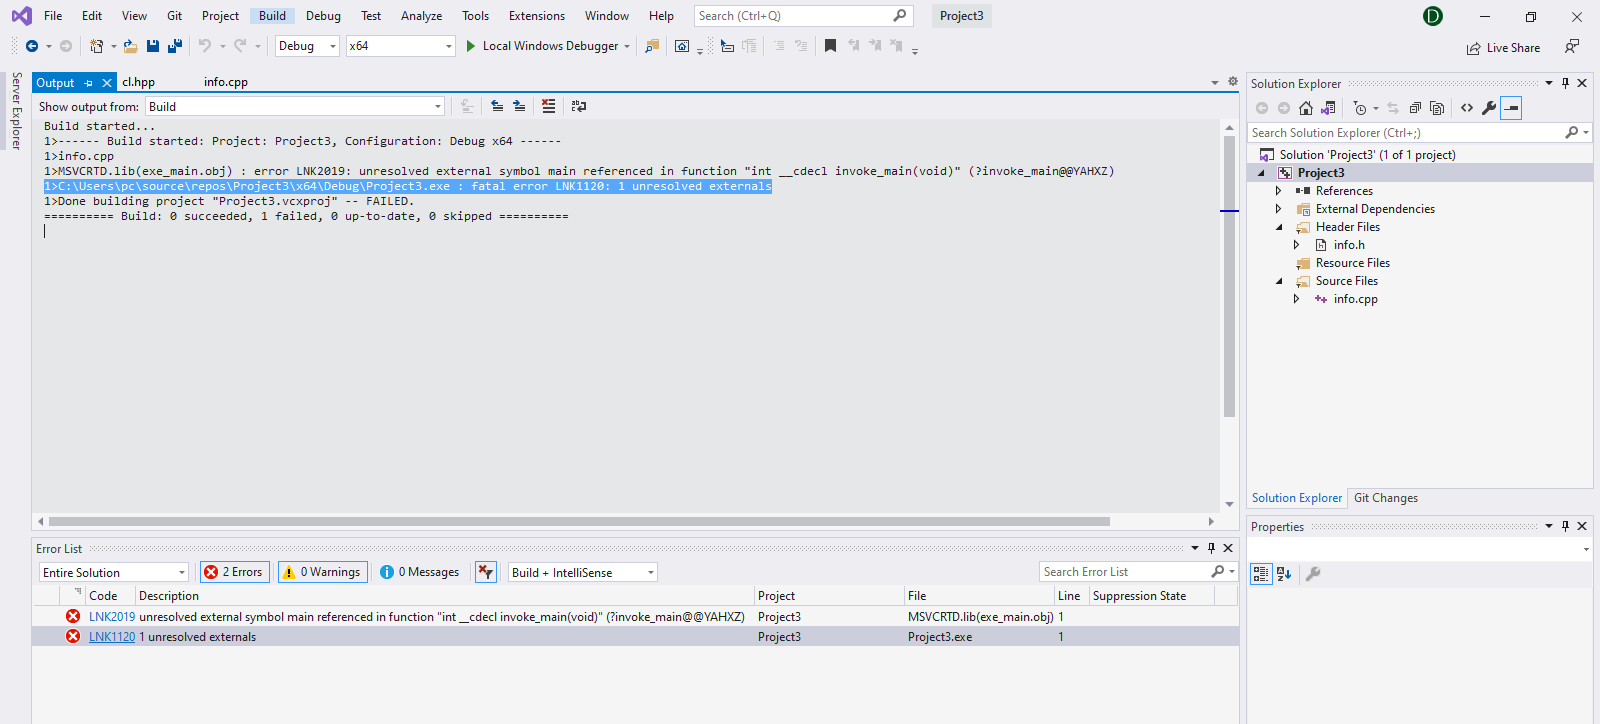 File Edit View Git Project Build Debug Test Analyze Tools Extensions Window Help Search (Ctrl+Q) Project3 D
Debug x64 Local Windows Debugger Live Share
Server Explorer
Output cl.hpp info.cpp
Show output from: Build
Build started...
1>------ Build started: Project: Project3, Configuration: Debug x64 ------
1>info.cpp
1>MSVCRTD.lib(exe_main.obj) : error LNK2019: unresolved external symbol main referenced in function "int __cdecl invoke_main(void)" (?invoke_main@@YAHXZ)
1>C:\Users\pc\source\repos\Project3\x64\Debug\Project3.exe : fatal error LNK1120: 1 unresolved externals
1>Done building project "Project3.vcxproj" -- FAILED.
========== Build: 0 succeeded, 1 failed, 0 up-to-date, 0 skipped ==========
Solution Explorer
Search Solution Explorer (Ctrl+;)
Solution 'Project3' (1 of 1 project)
Project3
References
External Dependencies
Header Files
info.h
Resource Files
Source Files
info.cpp
Solution Explorer Git Changes
Properties
Error List
Entire Solution 2 Errors 0 Warnings 0 Messages Build + IntelliSense Search Error List
Code Description Project File Line Suppression State
LNK2019 unresolved external symbol main referenced in function "int __cdecl invoke_main(void)" (?invoke_main@@YAHXZ) Project3 MSVCRTD.lib(exe_main.obj) 1
LNK1120 1 unresolved externals Project3 Project3.exe 1